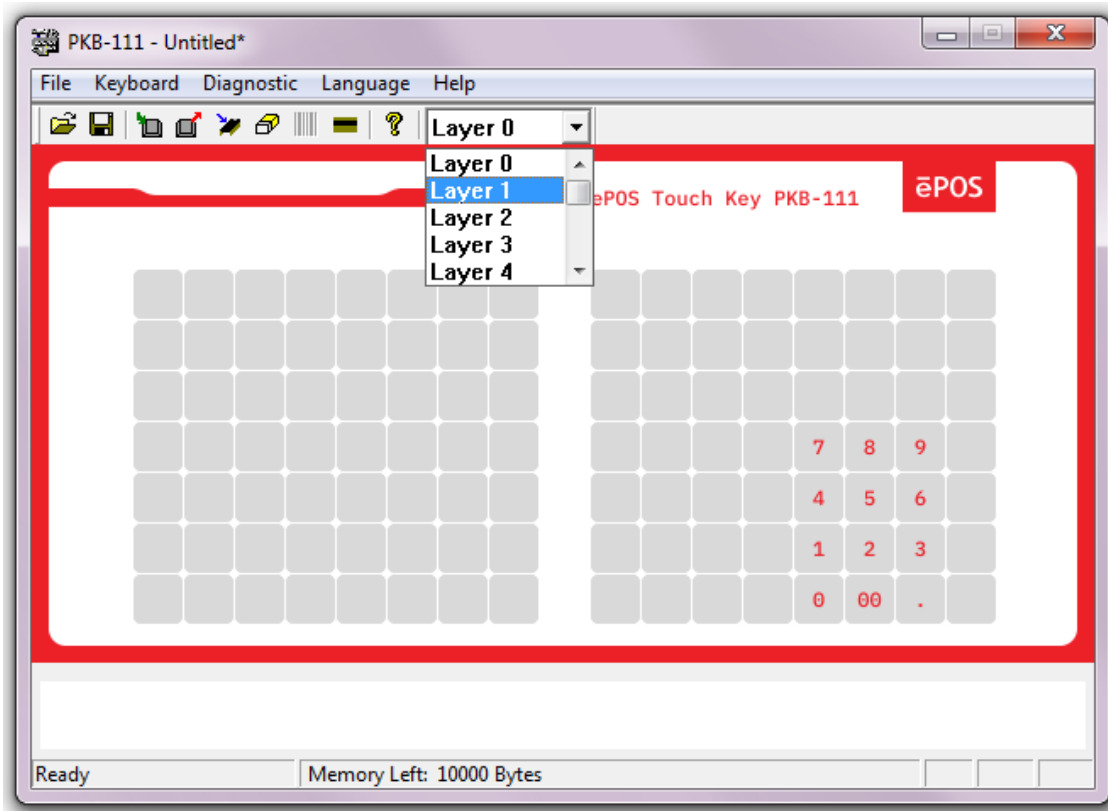 PKB-111 - Untitled*
File Keyboard Diagnostic Language Help
Layer 0
Layer 0
Layer 1
Layer 2
Layer 3
Layer 4
ePOS Touch Key PKB-111
ēPOS
7 8 9
4 5 6
1 2 3
0 00 .
Ready Memory Left: 10000 Bytes